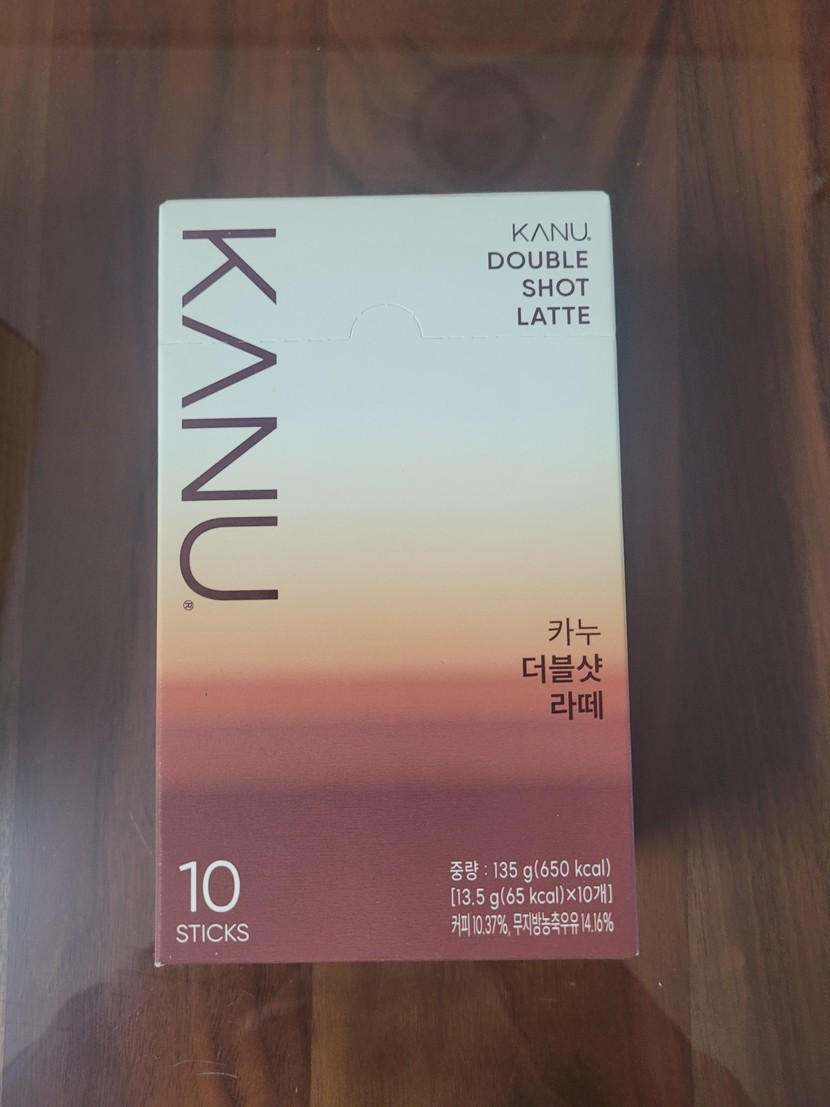 KANU®
KANU®
DOUBLE
SHOT
LATTE
카누
더블샷
라떼
10
STICKS
중량 : 135 g(650 kcal)
[13.5 g(65 kcal)×10개]
커피 10.37%, 무지방농축우유 14.16%